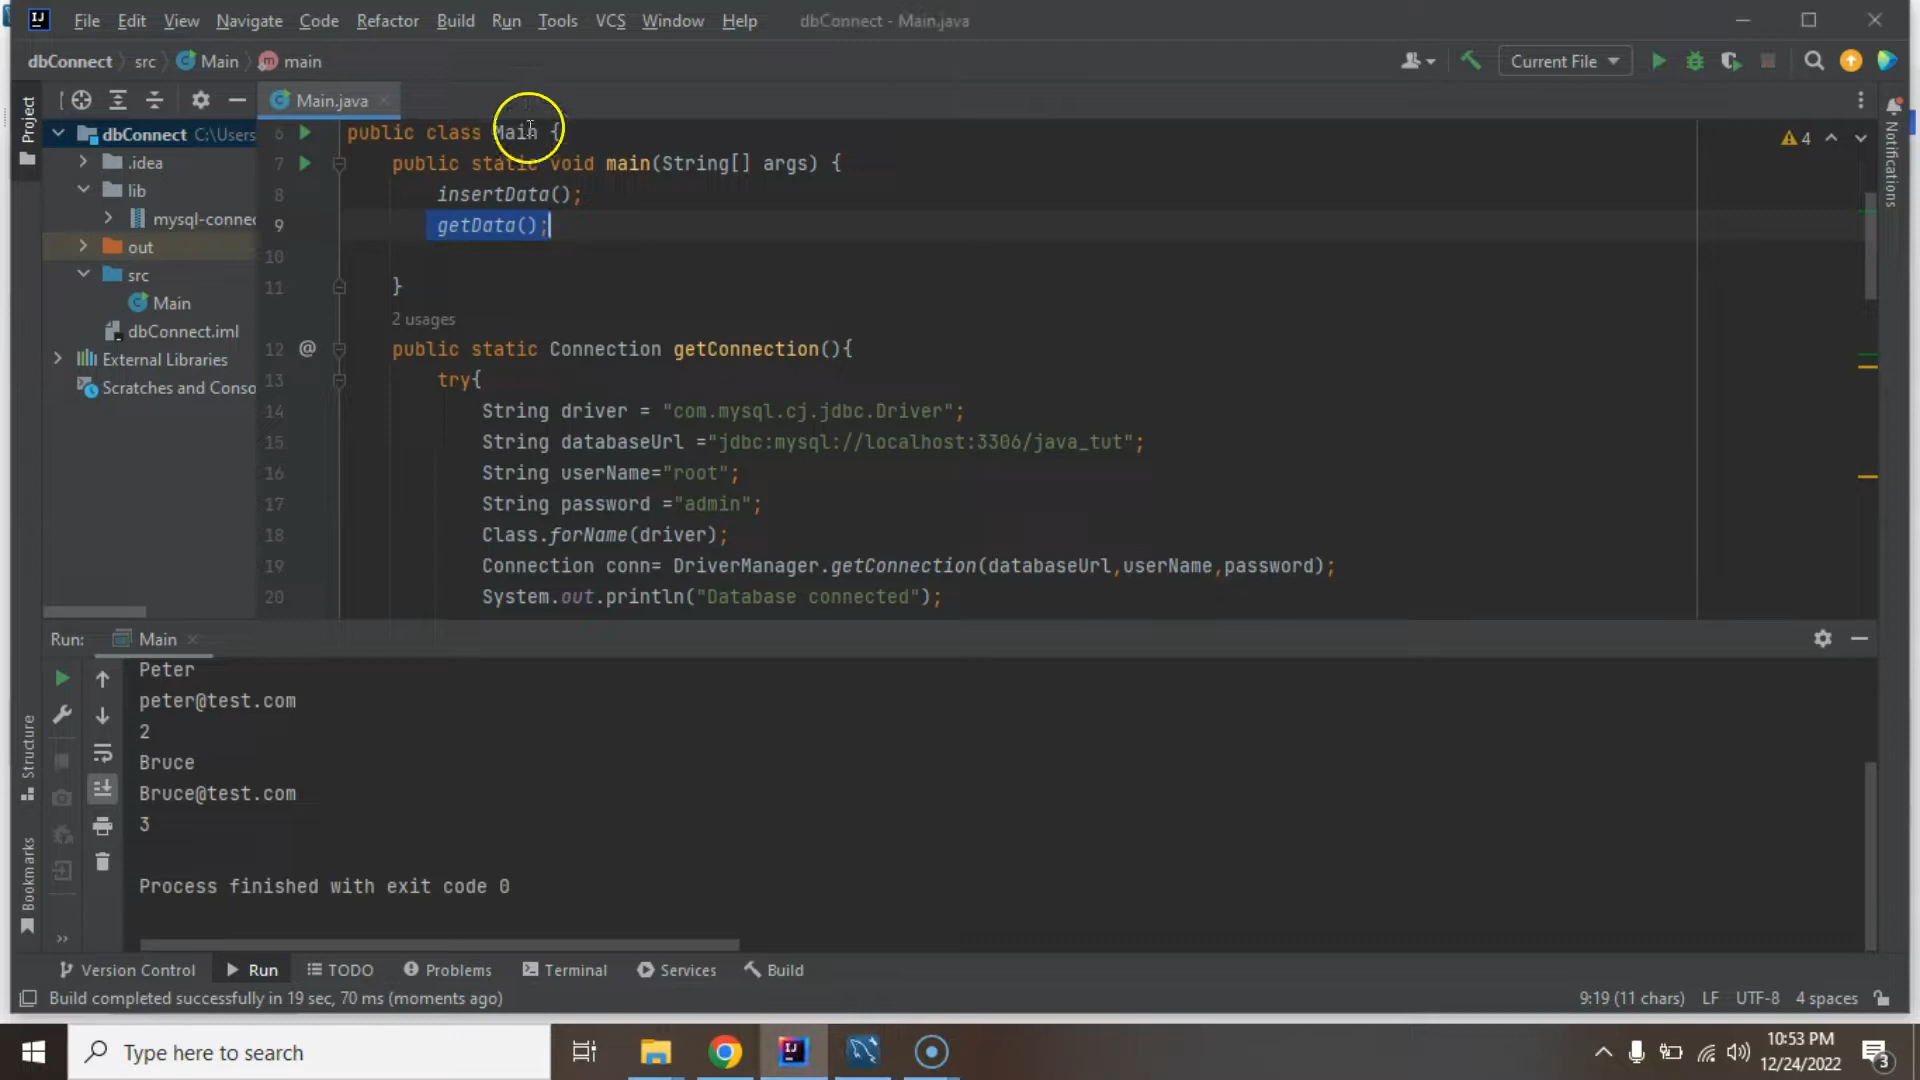 File Edit View Navigate Code Refactor Build Run Tools VCS Window Help dbConnect - Main.java
dbConnect src Main main Current File
Project
Main.java
dbConnect C:\Users
.idea
lib
mysql-connec
out
src
Main
dbConnect.iml
External Libraries
Scratches and Conso
6 public class Main {
7 public static void main(String[] args) {
8 insertData();
9 getData();
10
11 }
2 usages
12 @ public static Connection getConnection(){
13 try{
14 String driver = "com.mysql.cj.jdbc.Driver";
15 String databaseUrl ="jdbc:mysql://localhost:3306/java_tut";
16 String userName="root";
17 String password ="admin";
18 Class.forName(driver);
19 Connection conn= DriverManager.getConnection(databaseUrl,userName,password);
20 System.out.println("Database connected");
4
Notifications
Run: Main
Peter
peter@test.com
2
Bruce
Bruce@test.com
3
Process finished with exit code 0
Structure
Bookmarks
Version Control Run TODO Problems Terminal Services Build
Build completed successfully in 19 sec, 70 ms (moments ago) 9:19 (11 chars) LF UTF-8 4 spaces
Type here to search
10:53 PM
12/24/2022
3